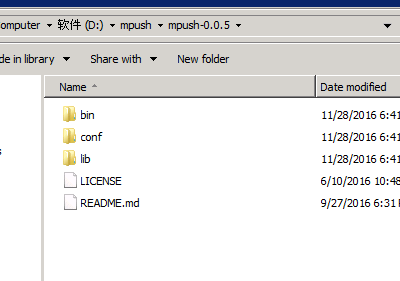 omputer ▸ 软件 (D:) ▸ mpush ▸ mpush-0.0.5 ▸
de in library Share with New folder
Name Date modified
bin 11/28/2016 6:41
conf 11/28/2016 6:41
lib 11/28/2016 6:41
LICENSE 6/10/2016 10:48
README.md 9/27/2016 6:31 P